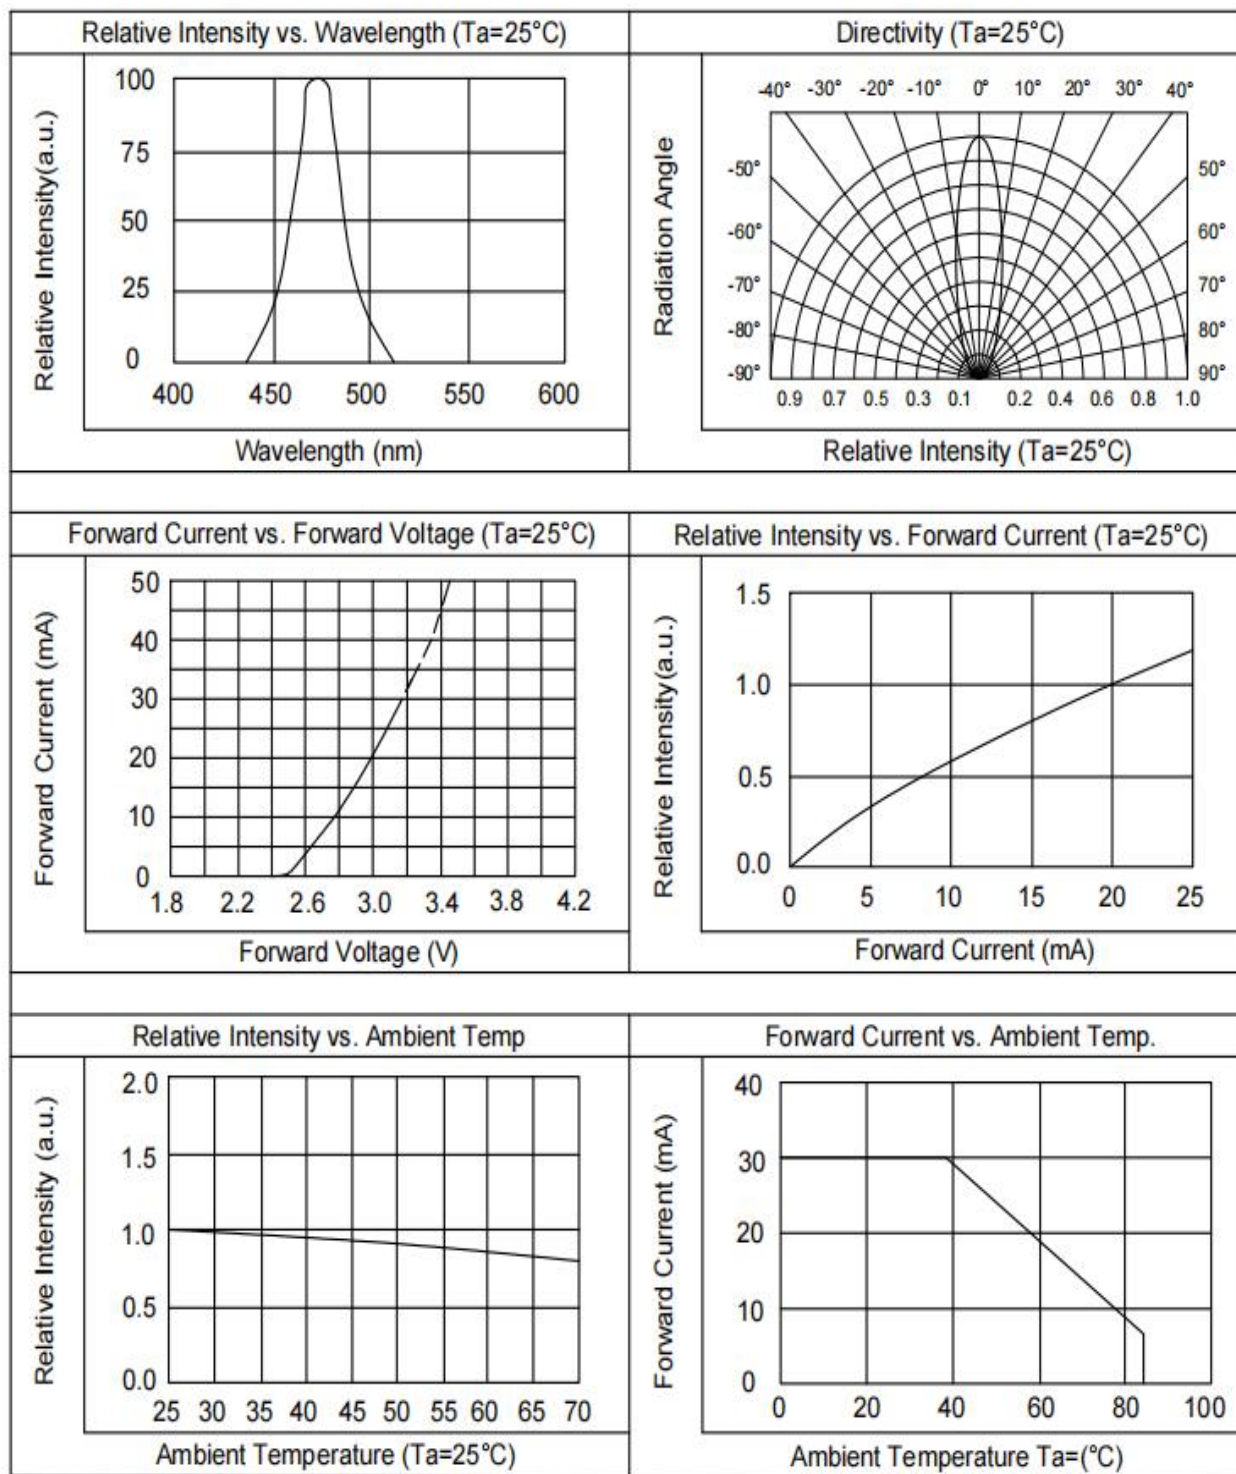 Relative Intensity vs. Wavelength (Ta=25°C)
Relative Intensity(a.u.)
100
75
50
25
0
400 450 500 550 600
Wavelength (nm)
Directivity (Ta=25°C)
Radiation Angle
-40° -30° -20° -10° 0° 10° 20° 30° 40°
-50° 50°
-60° 60°
-70° 70°
-80° 80°
-90° 90°
0.9 0.7 0.5 0.3 0.1 0.2 0.4 0.6 0.8 1.0
Relative Intensity (Ta=25°C)
Forward Current vs. Forward Voltage (Ta=25°C)
Forward Current (mA)
50
40
30
20
10
0
1.8 2.2 2.6 3.0 3.4 3.8 4.2
Forward Voltage (V)
Relative Intensity vs. Forward Current (Ta=25°C)
Relative Intensity(a.u.)
1.5
1.0
0.5
0.0
0 5 10 15 20 25
Forward Current (mA)
Relative Intensity vs. Ambient Temp
Relative Intensity (a.u.)
2.0
1.5
1.0
0.5
0.0
25 30 35 40 45 50 55 60 65 70
Ambient Temperature (Ta=25°C)
Forward Current vs. Ambient Temp.
Forward Current (mA)
40
30
20
10
0
0 20 40 60 80 100
Ambient Temperature Ta=(°C)